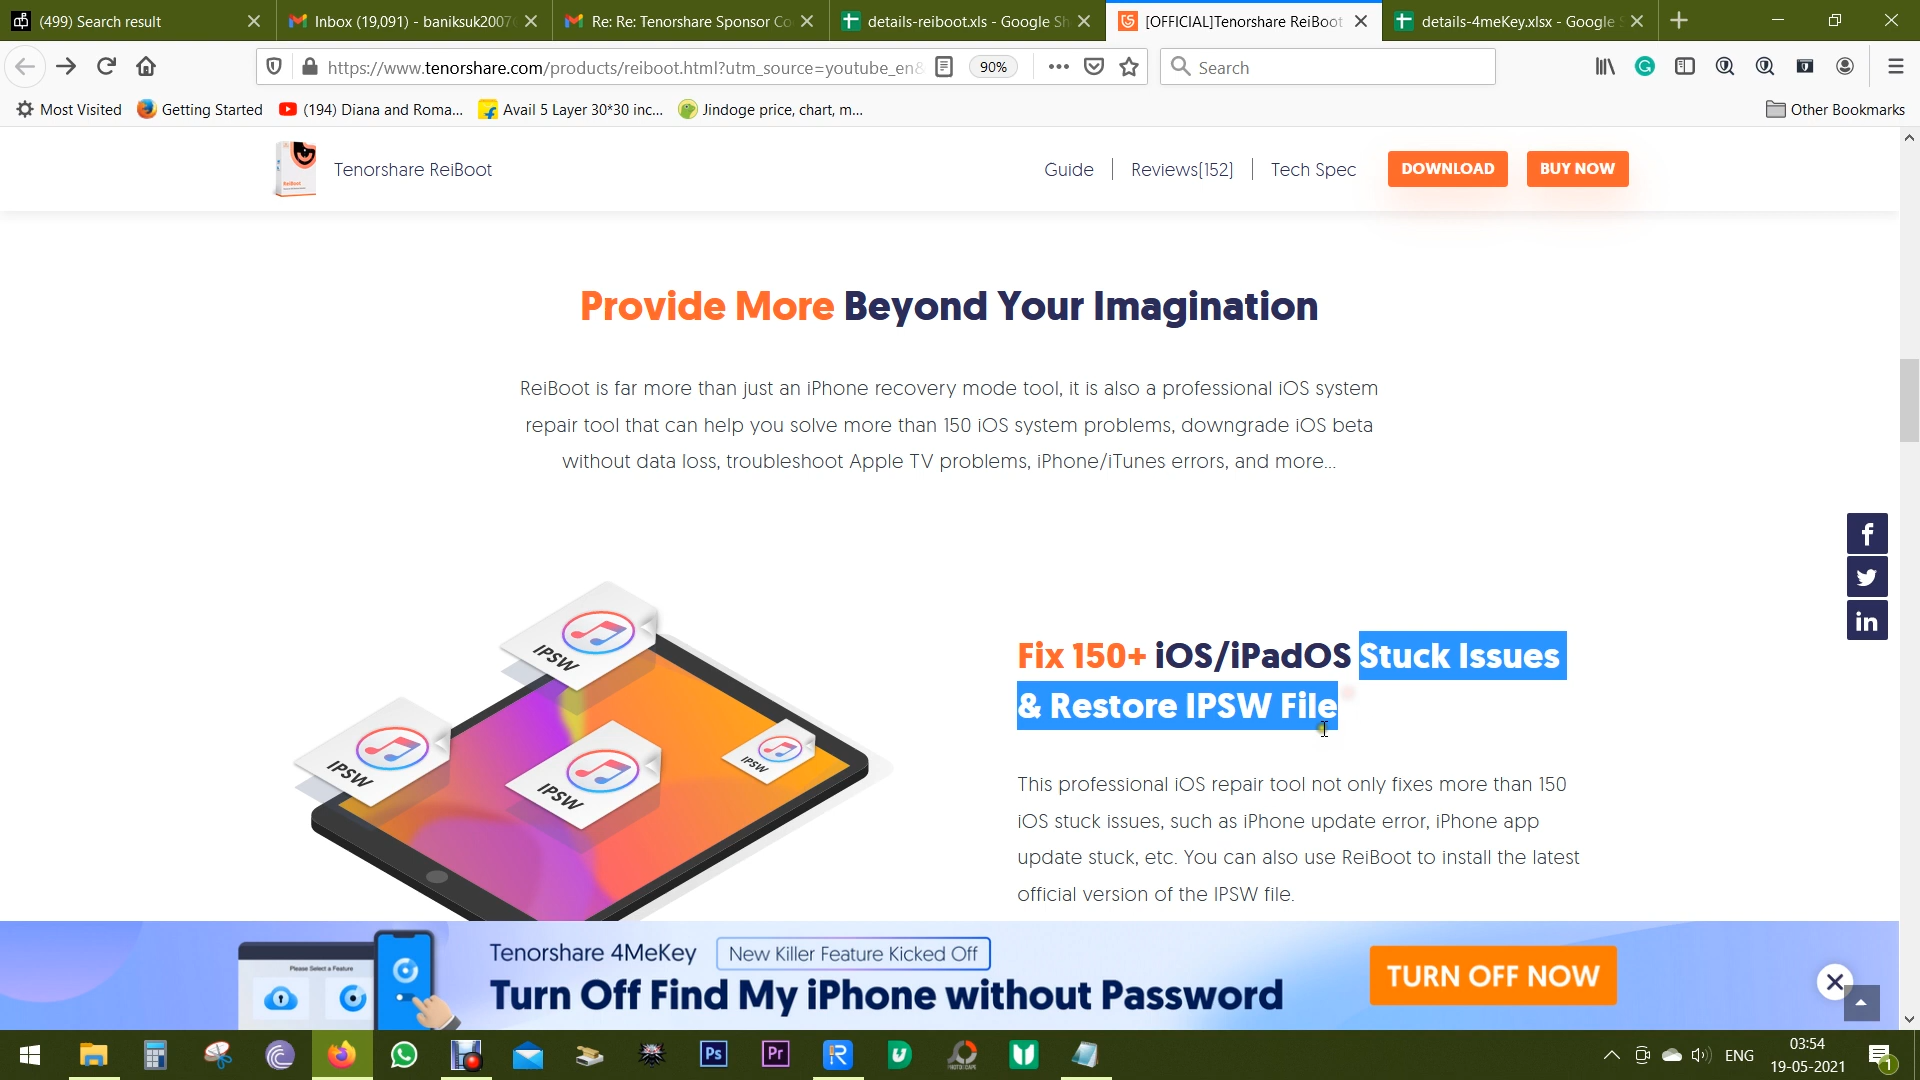 (499) Search result
Inbox (19,091) - baniksuk2007
Re: Re: Tenorshare Sponsor Co
details-reiboot.xls - Google Sh
[OFFICIAL]Tenorshare ReiBoot
details-4meKey.xlsx - Google S
https://www.tenorshare.com/products/reiboot.html?utm_source=youtube_en&
90%
Search
Most Visited
Getting Started
(194) Diana and Roma...
Avail 5 Layer 30*30 inc...
Jindoge price, chart, m...
Other Bookmarks
Tenorshare ReiBoot
Guide
Reviews[152]
Tech Spec
DOWNLOAD
BUY NOW
Provide More Beyond Your Imagination
ReiBoot is far more than just an iPhone recovery mode tool, it is also a professional iOS system
repair tool that can help you solve more than 150 iOS system problems, downgrade iOS beta
without data loss, troubleshoot Apple TV problems, iPhone/iTunes errors, and more...
IPSW
IPSW
IPSW
IPSW
Fix 150+ iOS/iPadOS Stuck Issues
& Restore IPSW File
This professional iOS repair tool not only fixes more than 150
iOS stuck issues, such as iPhone update error, iPhone app
update stuck, etc. You can also use ReiBoot to install the latest
official version of the IPSW file.
f
in
Please Select a Feature
Tenorshare 4MeKey
New Killer Feature Kicked Off
Turn Off Find My iPhone without Password
TURN OFF NOW
Ps
Pr
R
ENG
03:54
19-05-2021
1